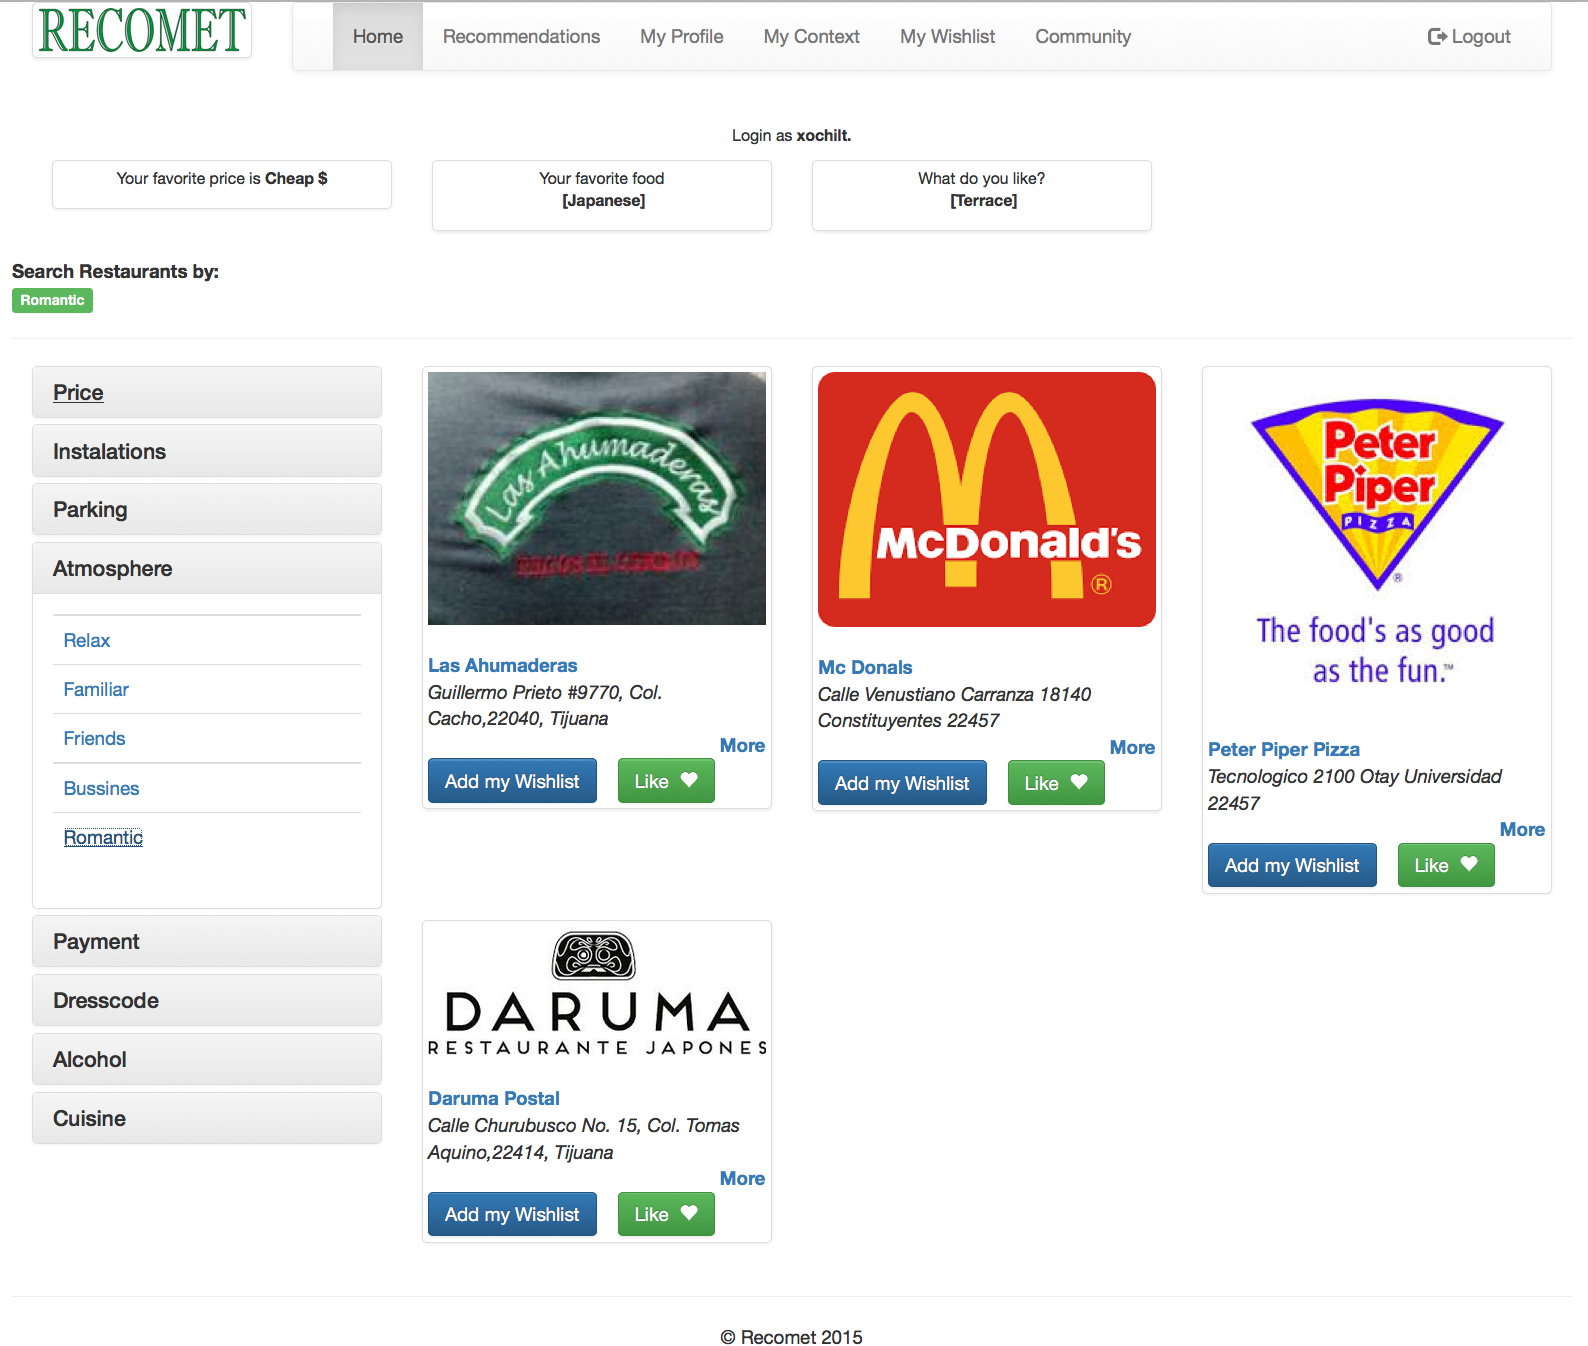 RECOMET
Home
Recommendations
My Profile
My Context
My Wishlist
Community
Logout
Login as xochilt.
Your favorite price is Cheap $
Your favorite food
[Japanese]
What do you like?
[Terrace]
Search Restaurants by:
Romantic
Price
Instalations
Parking
Atmosphere
Relax
Familiar
Friends
Bussines
Romantic
Payment
Dresscode
Alcohol
Cuisine
Las Ahumaderas
Las Ahumaderas
Guillermo Prieto #9770, Col.
Cacho,22040, Tijuana
More
Add my Wishlist
Like
McDonald's
®
Mc Donals
Calle Venustiano Carranza 18140
Constituyentes 22457
More
Add my Wishlist
Like
Peter
Piper
PIZZA
®
The food's as good
as the fun.™
Peter Piper Pizza
Tecnologico 2100 Otay Universidad
22457
More
Add my Wishlist
Like
DARUMA
RESTAURANTE JAPONES
Daruma Postal
Calle Churubusco No. 15, Col. Tomas
Aquino,22414, Tijuana
More
Add my Wishlist
Like
© Recomet 2015